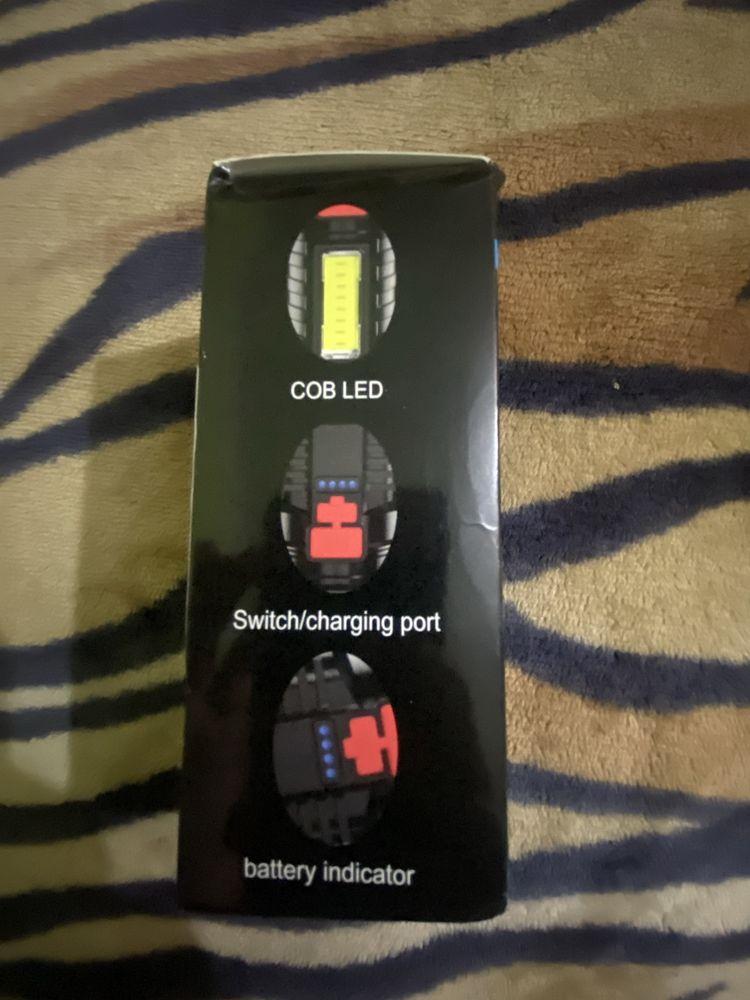 COB LED
Switch/charging port
battery indicator